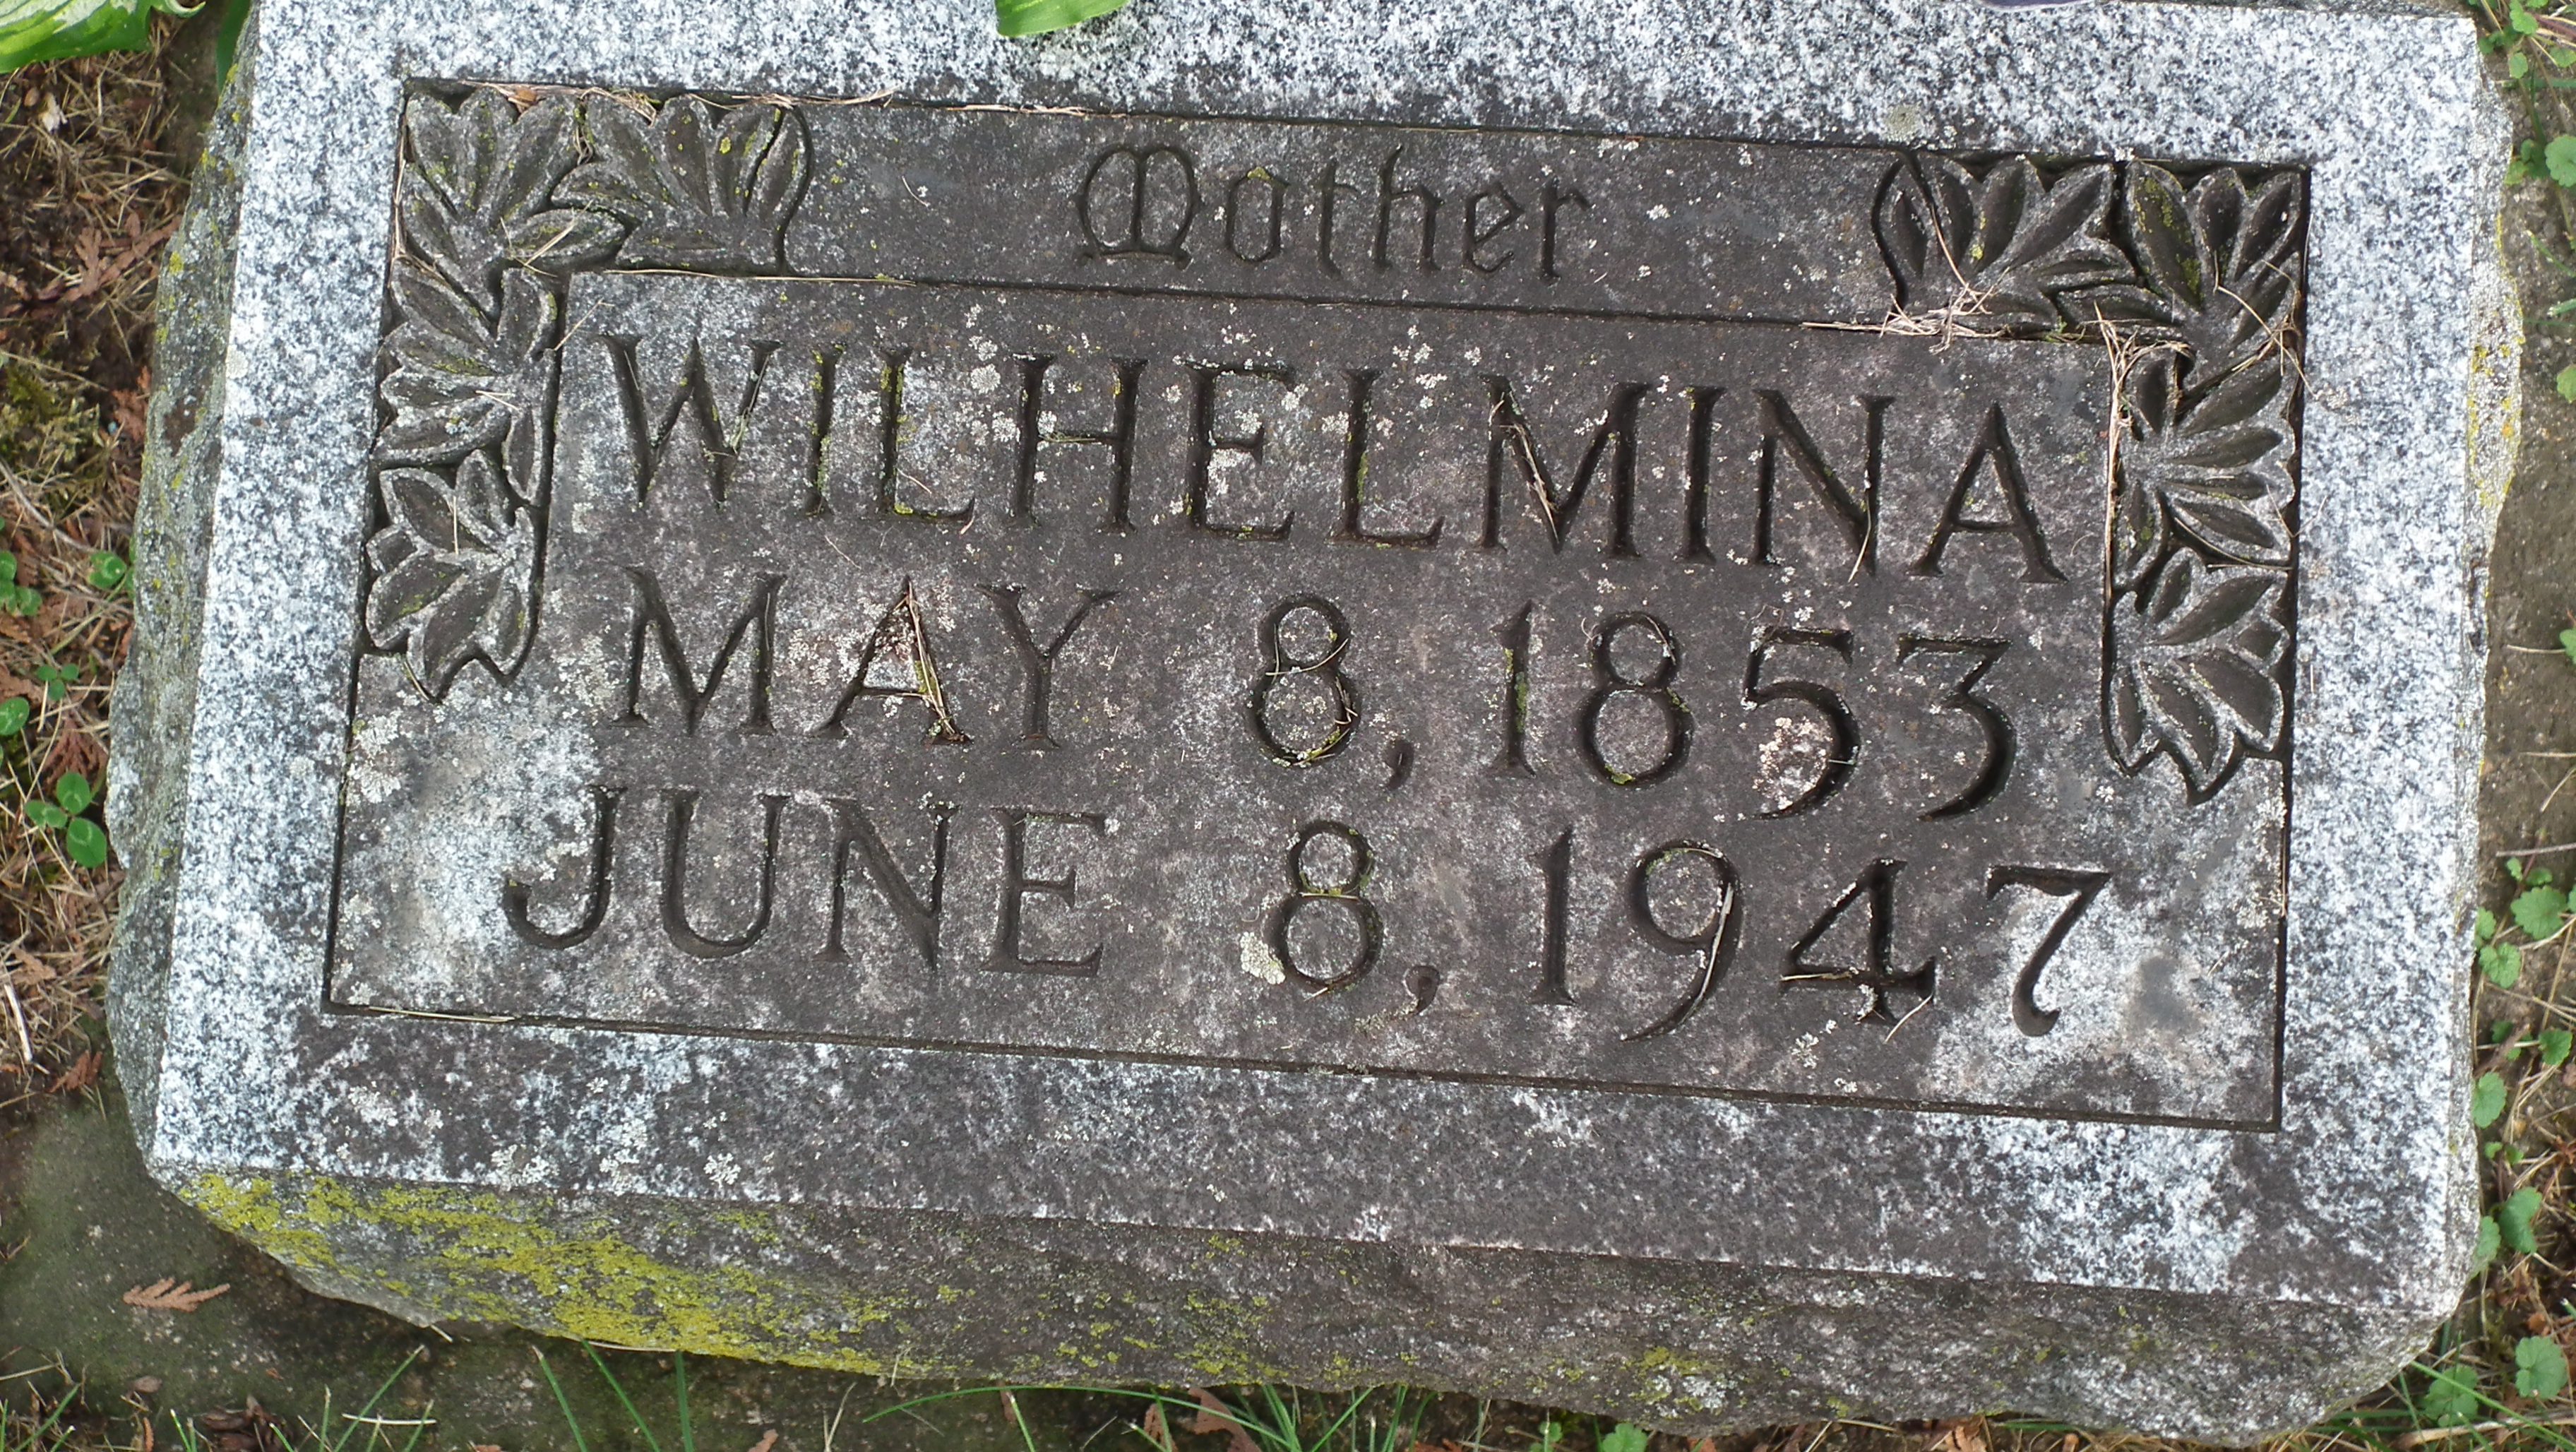 Mother
WILHELMINA
MAY 8, 1853
JUNE 8, 1947